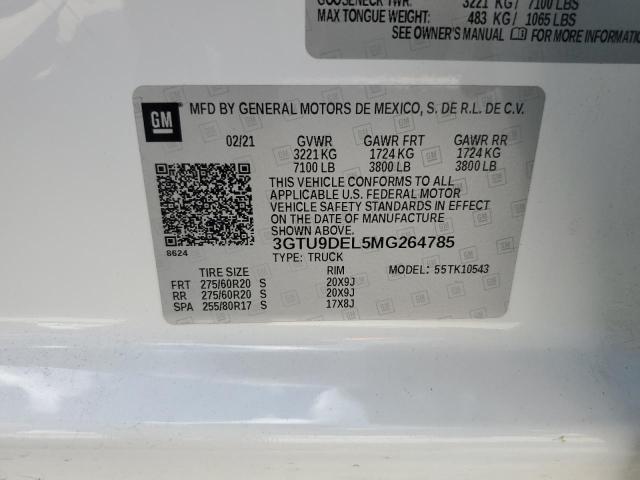 GOOSENECK TWR: 3221 KG / 7100 LBS
MAX TONGUE WEIGHT: 483 KG / 1065 LBS
SEE OWNER'S MANUAL FOR MORE INFORMATION
GM
MFD BY GENERAL MOTORS DE MEXICO, S. DE R.L. DE C.V.
02/21 GVWR GAWR FRT GAWR RR
3221 KG 1724 KG 1724 KG
7100 LB 3800 LB 3800 LB
THIS VEHICLE CONFORMS TO ALL
APPLICABLE U.S. FEDERAL MOTOR
VEHICLE SAFETY STANDARDS IN EFFECT
ON THE DATE OF MANUFACTURE
SHOWN ABOVE.
3GTU9DEL5MG264785
8624
TYPE: TRUCK MODEL: 55TK10543
TIRE SIZE RIM
FRT 275/60R20 S 20X9J
RR 275/60R20 S 20X9J
SPA 255/80R17 S 17X8J